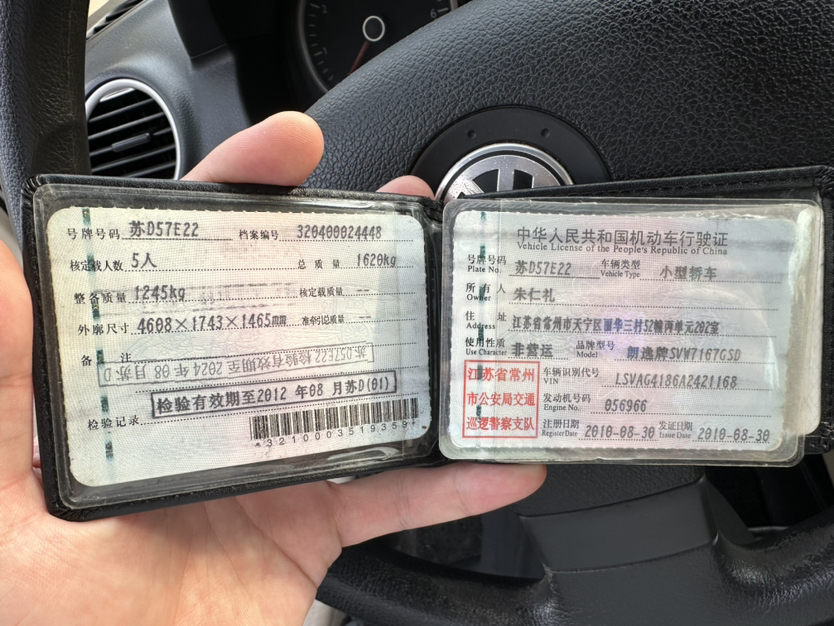 号牌号码 苏D57E22 档案编号 320400024448
核定载人数 5人 总质量 1620kg
整备质量 1245kg 核定载质量 --
外廓尺寸 4608×1743×1465mm 准牵引总质量 --
备注
苏D57E22 检验有效期至 2024 年 08 月 苏D
检验有效期至2012 年08 月苏D(01)
检验记录
*3210003519359*
中华人民共和国机动车行驶证
Vehicle License of the People's Republic of China
号牌号码 苏D57E22 车辆类型 小型轿车
Plate No. Vehicle Type
所有人 朱仁礼
Owner
住址 江苏省常州市天宁区丽华三村52幢丙单元202室
Address
使用性质 非营运 品牌型号 朗逸牌SVW7167GSD
Use Character Model
江苏省常州
市公安局交通
巡逻警察支队
车辆识别代号 LSVAG4186A2421168
VIN
发动机号码 056966
Engine No.
注册日期 2010-08-30 发证日期 2010-08-30
Register Date Issue Date